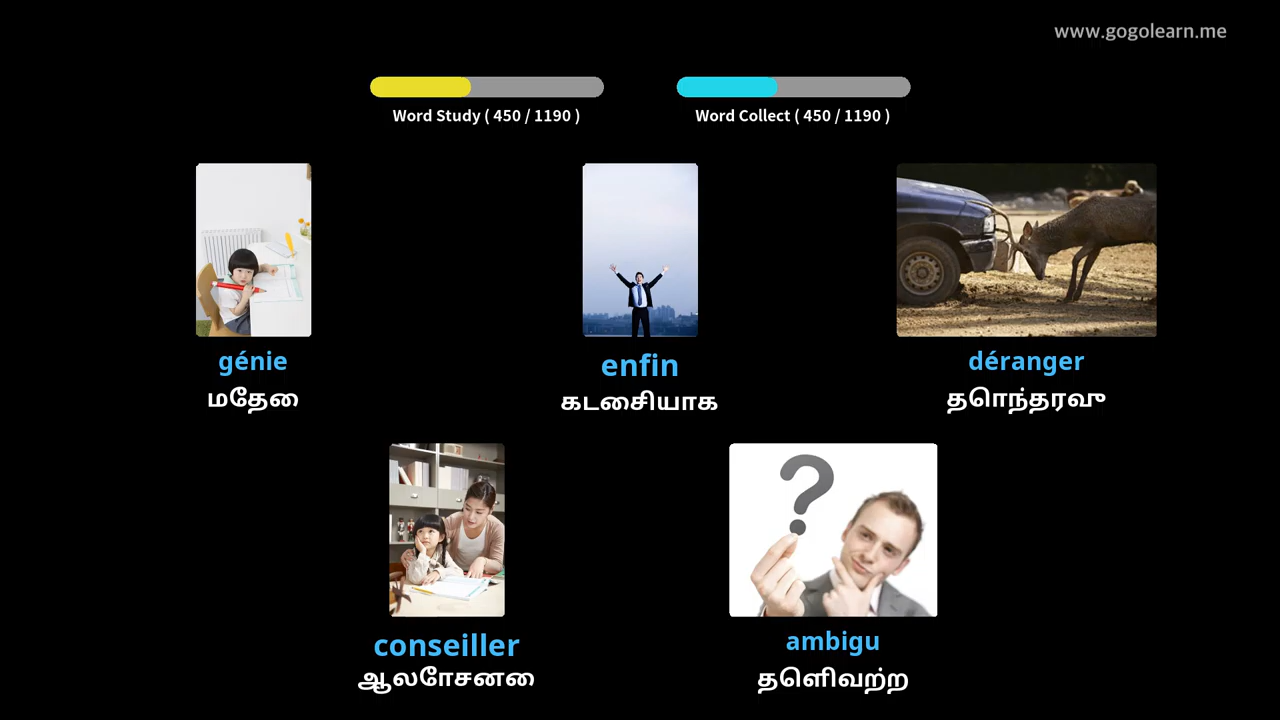 www.gogolearn.me
Word Study ( 450 / 1190 )
Word Collect ( 450 / 1190 )
génie
மேதை
enfin
கடைசியாக
déranger
தொந்தரவு
conseiller
ஆலோசனை
ambigu
தெளிவற்ற